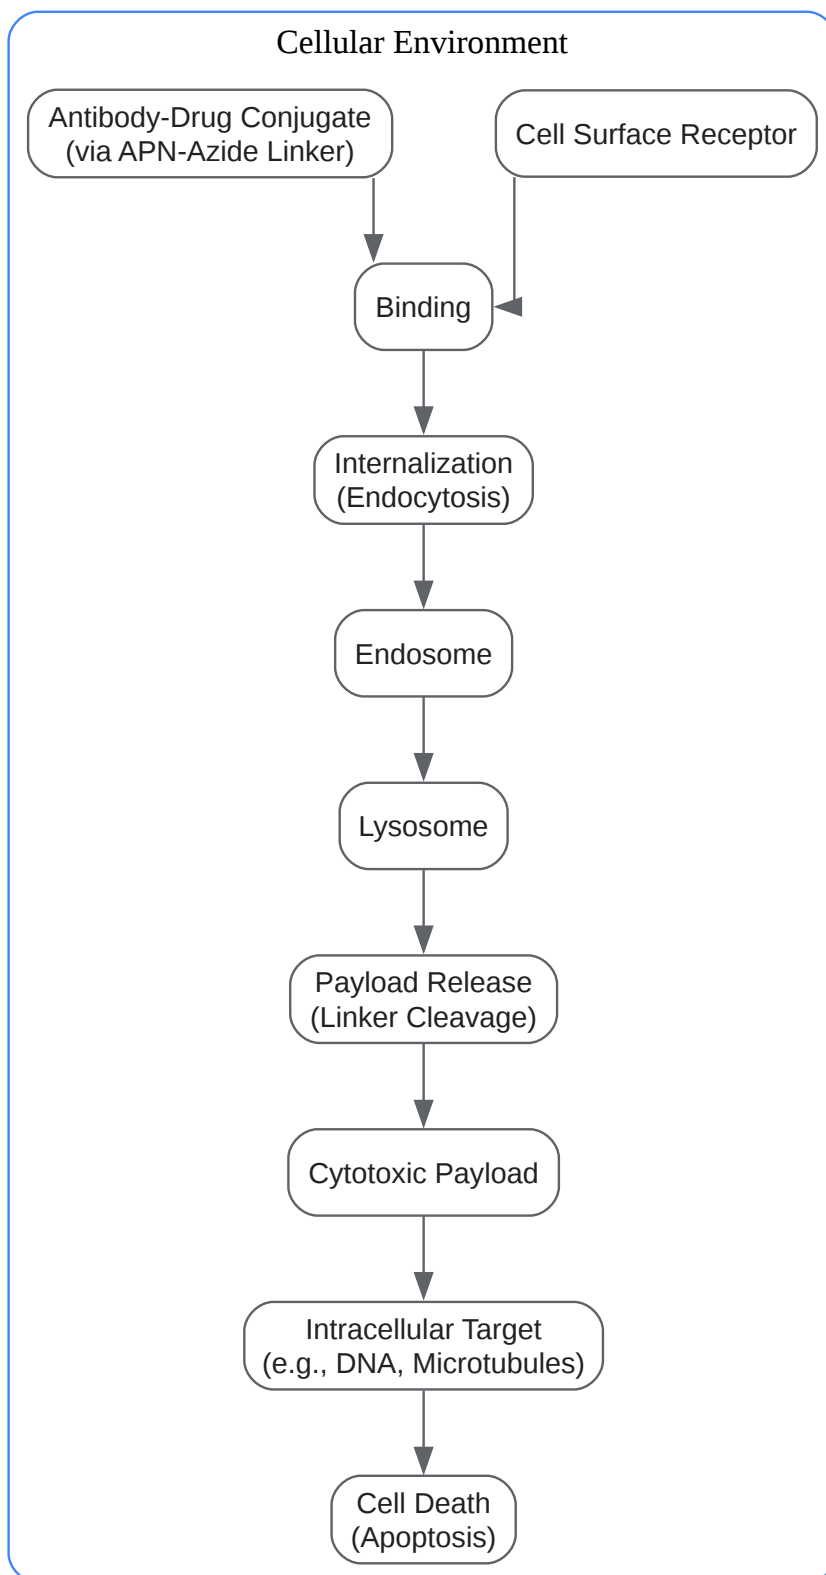 Cellular Environment
Antibody-Drug Conjugate
(via APN-Azide Linker)
Cell Surface Receptor
Binding
Internalization
(Endocytosis)
Endosome
Lysosome
Payload Release
(Linker Cleavage)
Cytotoxic Payload
Intracellular Target
(e.g., DNA, Microtubules)
Cell Death
(Apoptosis)